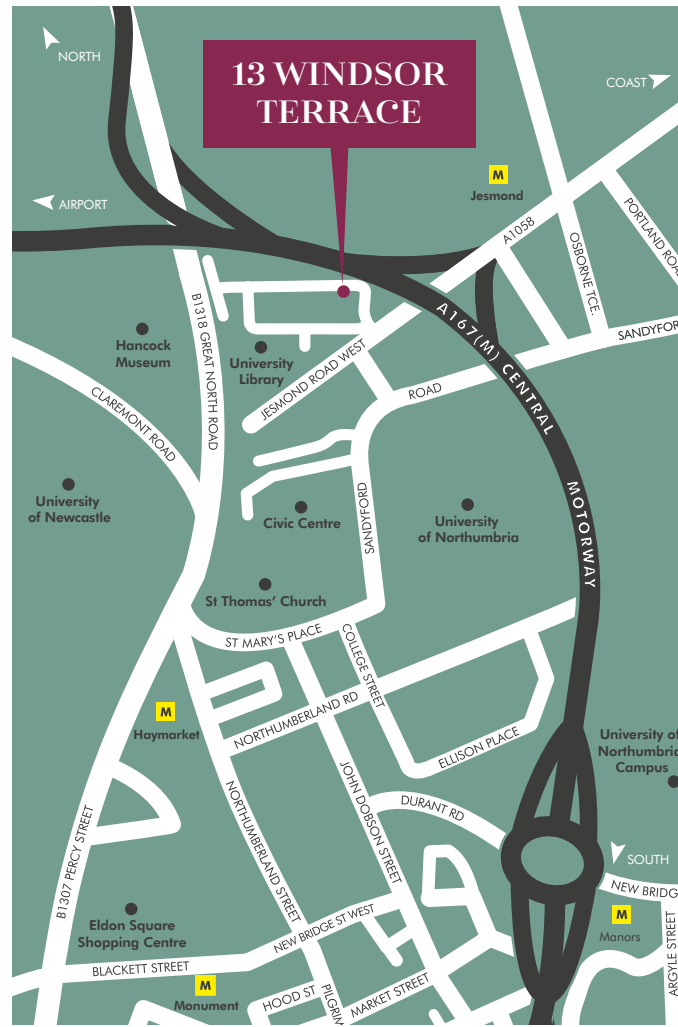 NORTH
13 WINDSOR
TERRACE
COAST
M
Jesmond
AIRPORT
A1058
PORTLAND ROA
OSBORNE TCE.
SANDYFOR
B1318 GREAT NORTH ROAD
A167(M) CENTRAL
MOTORWAY
Hancock
Museum
University
Library
JESMOND ROAD WEST
ROAD
CLAREMONT ROAD
University
of Newcastle
Civic Centre
SANDYFORD
University
of Northumbria
St Thomas' Church
ST MARY'S PLACE
COLLEGE STREET
M
Haymarket
NORTHUMBERLAND RD
ELLISON PLACE
University of
Northumbria
Campus
JOHN DOBSON STREET
DURANT RD
NORTHUMBERLAND STREET
B1307 PERCY STREET
SOUTH
NEW BRIDG
M
Manors
ARGYLE STREET
Eldon Square
Shopping Centre
NEW BRIDGE ST WEST
BLACKETT STREET
M
Monument
HOOD ST
PILGRIM
MARKET STREET